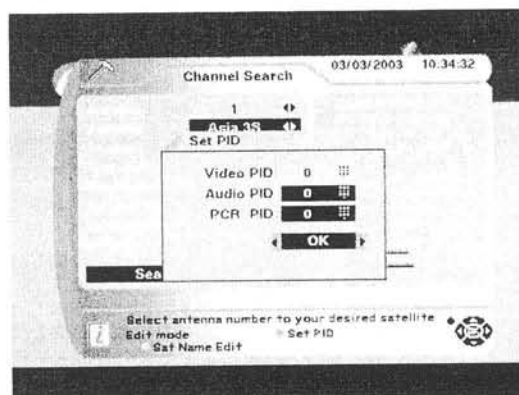 03/03/2003 10:34:32
Channel Search
1
Asia 3S
Set PID
Video PID 0
Audio PID 0
PCR PID 0
OK
Sea
Select antenna number to your desired satellite
Edit mode Set PID
Sat Name Edit